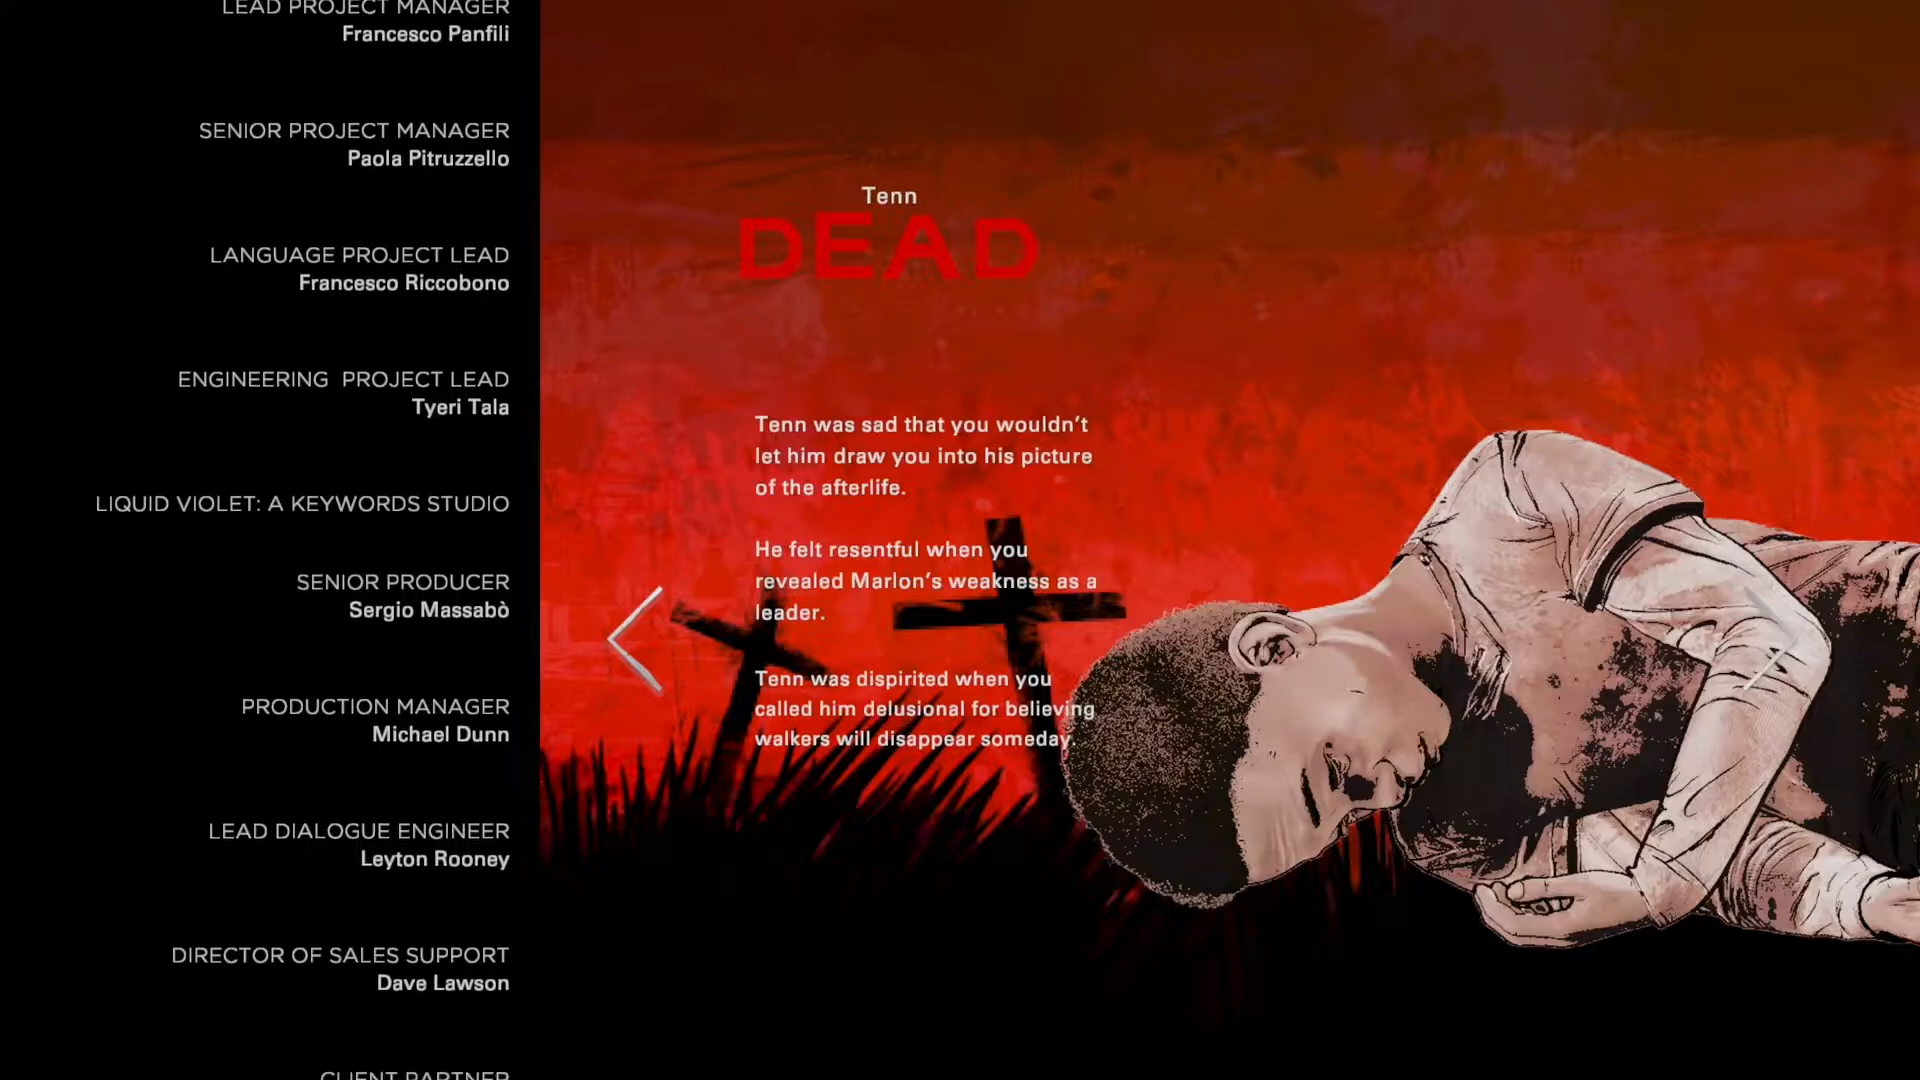 LEAD PROJECT MANAGER
Francesco Panfili
SENIOR PROJECT MANAGER
Paola Pitruzzello
LANGUAGE PROJECT LEAD
Francesco Riccobono
ENGINEERING PROJECT LEAD
Tyeri Tala
LIQUID VIOLET: A KEYWORDS STUDIO
SENIOR PRODUCER
Sergio Massabò
PRODUCTION MANAGER
Michael Dunn
LEAD DIALOGUE ENGINEER
Leyton Rooney
DIRECTOR OF SALES SUPPORT
Dave Lawson
CLIENT PARTNER
Tenn
DEAD
Tenn was sad that you wouldn't
let him draw you into his picture
of the afterlife.
He felt resentful when you
revealed Marlon's weakness as a
leader.
Tenn was dispirited when you
called him delusional for believing
walkers will disappear someday.